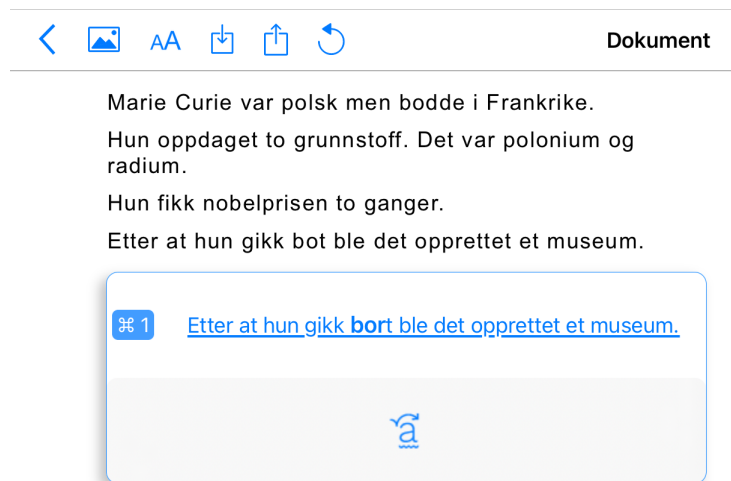 AA
Dokument
Marie Curie var polsk men bodde i Frankrike.
Hun oppdaget to grunnstoff. Det var polonium og
radium.
Hun fikk nobelprisen to ganger.
Etter at hun gikk bot ble det opprettet et museum.
⌘ 1 Etter at hun gikk bort ble det opprettet et museum.
a